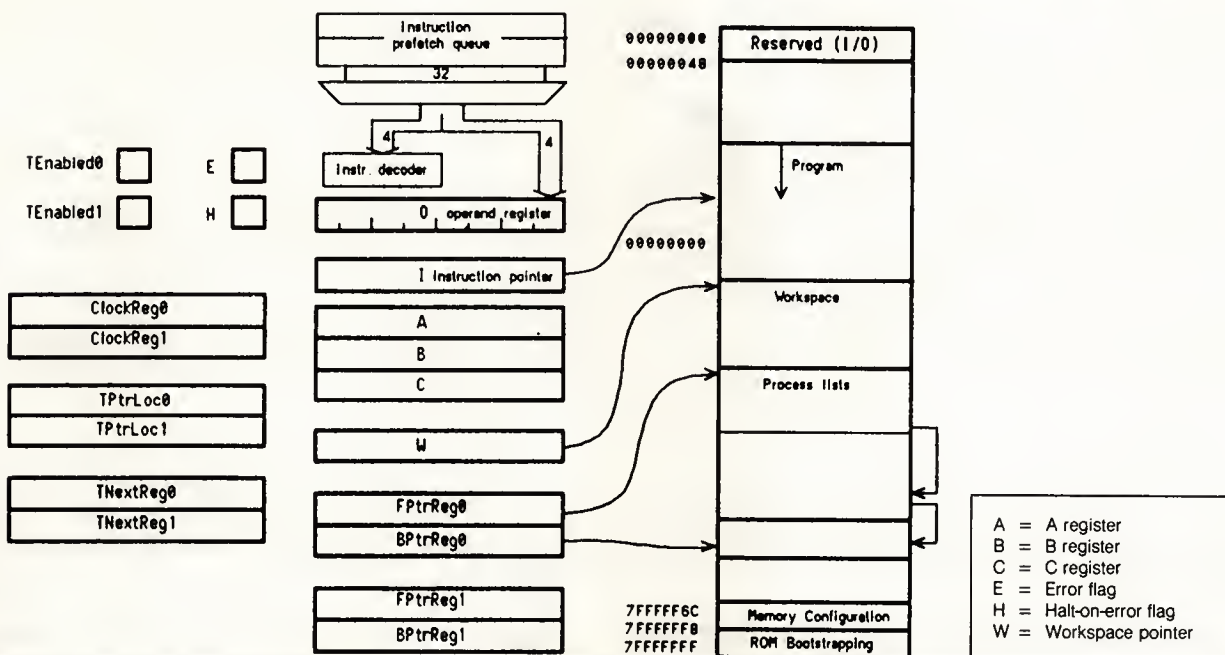 Instruction
prefetch queue
32
4
4
Instr. decoder
TEnabled0
E
TEnabled1
H
O operand register
I Instruction pointer
ClockReg0
ClockReg1
A
B
C
TPtrLoc0
TPtrLoc1
W
TNextReg0
TNextReg1
FPtrReg0
BPtrReg0
FPtrReg1
BPtrReg1
00000048
Reserved (I/O)
Program
00000000
Workspace
Process lists
7FFFFF6C
Memory Configuration
7FFFFFF8
7FFFFFFF
ROM Bootstrapping
A = A register
B = B register
C = C register
E = Error flag
H = Halt-on-error flag
W = Workspace pointer